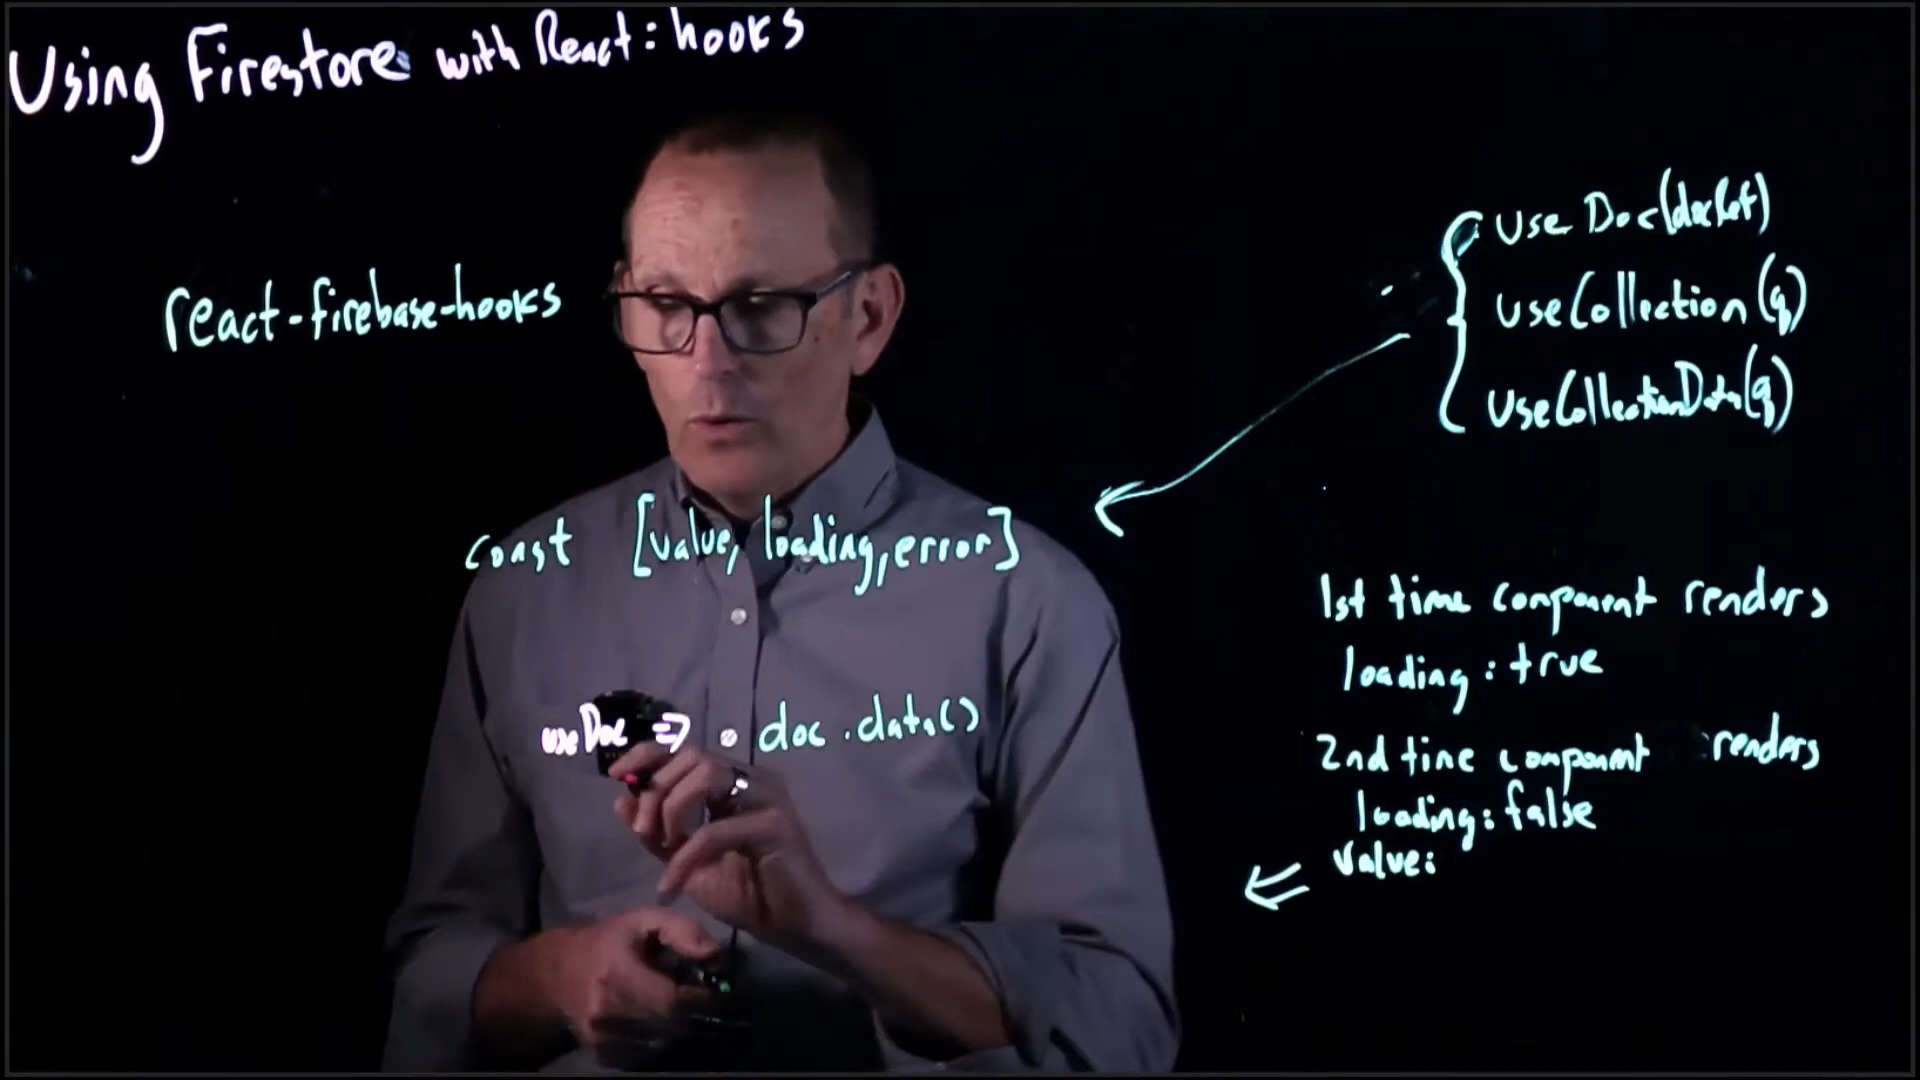 Using Firestore with React: hooks
react-firebase-hooks
useDoc(docRef)
useCollection(q)
useCollectionData(q)
const [value, loading, error]
1st time component renders
loading: true
useDoc => doc.data()
2nd time component renders
loading: false
value: